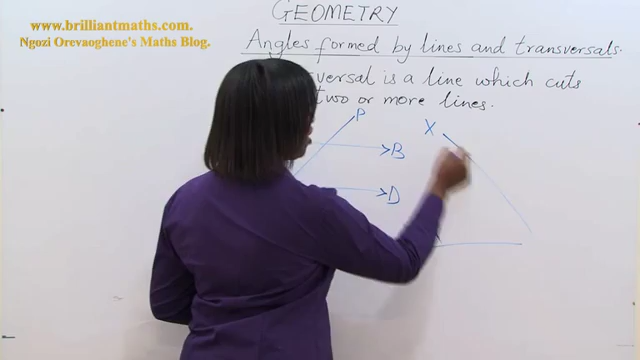 www.brilliantmaths.com.
Ngozi Orevaoghene's Maths Blog.
GEOMETRY
Angles formed by lines and transversals.
is a line which cuts
two or more lines.
P
X
B
D